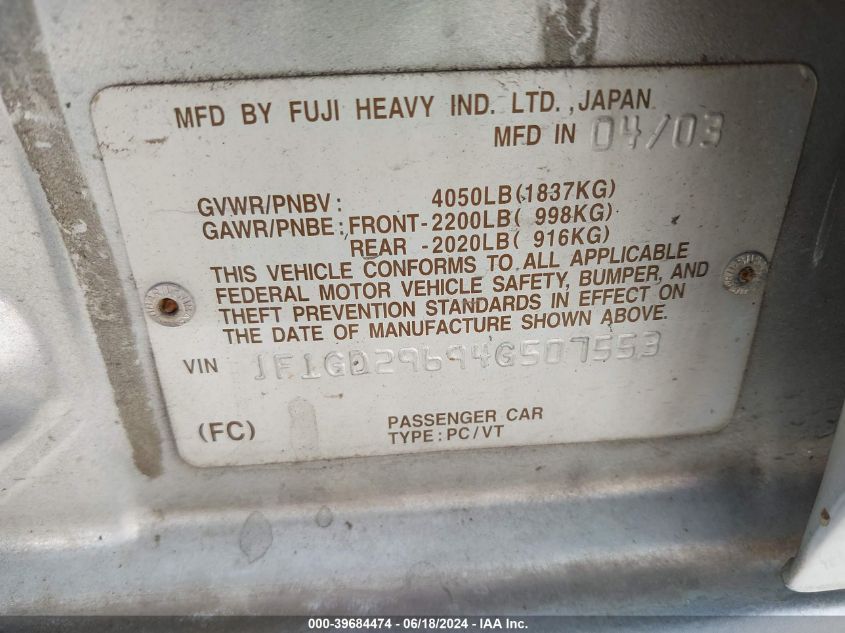 MFD BY FUJI HEAVY IND. LTD., JAPAN
MFD IN 04/03
GVWR/PNBV: 4050LB(1837KG)
GAWR/PNBE: FRONT-2200LB( 998KG)
REAR -2020LB( 916KG)
THIS VEHICLE CONFORMS TO ALL APPLICABLE
FEDERAL MOTOR VEHICLE SAFETY, BUMPER, AND
THEFT PREVENTION STANDARDS IN EFFECT ON
THE DATE OF MANUFACTURE SHOWN ABOVE.
VIN JF1GD29694G507553
(FC) PASSENGER CAR
TYPE: PC/VT
000-39684474 - 06/18/2024 - IAA Inc.